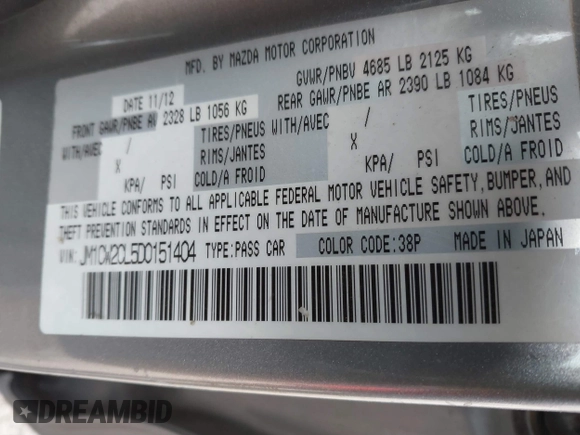 MFD. BY MAZDA MOTOR CORPORATION
DATE 11/12 GVWR/PNBV 4685 LB 2125 KG
FRONT GAWR/PNBE AV 2328 LB 1056 KG REAR GAWR/PNBE AR 2390 LB 1084 KG
WITH/AVEC / TIRES/PNEUS WITH/AVEC / TIRES/PNEUS
X RIMS/JANTES X RIMS/JANTES
KPA/ PSI COLD/A FROID KPA/ PSI COLD/A FROID
THIS VEHICLE CONFORMS TO ALL APPLICABLE FEDERAL MOTOR VEHICLE SAFETY, BUMPER, AND
THEFT PREVENTION STANDARDS IN EFFECT ON THE DATE OF MANUFACTURE SHOWN ABOVE.
VIN: JM1CW2CL5D0151404 TYPE:PASS CAR COLOR CODE:38P MADE IN JAPAN
DREAMBID